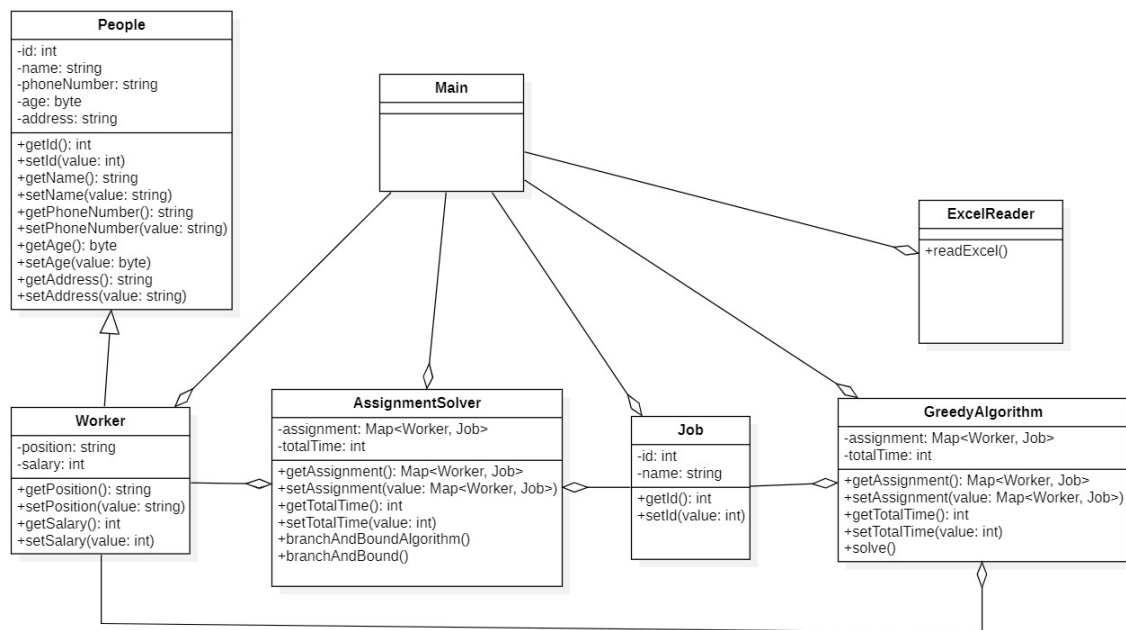 People
-id: int
-name: string
-phoneNumber: string
-age: byte
-address: string
+getId(): int
+setId(value: int)
+getName(): string
+setName(value: string)
+getPhoneNumber(): string
+setPhoneNumber(value: string)
+getAge(): byte
+setAge(value: byte)
+getAddress(): string
+setAddress(value: string)
Main
ExcelReader
+readExcel()
Worker
-position: string
-salary: int
+getPosition(): string
+setPosition(value: string)
+getSalary(): int
+setSalary(value: int)
AssignmentSolver
-assignment: Map<Worker, Job>
-totalTime: int
+getAssignment(): Map<Worker, Job>
+setAssignment(value: Map<Worker, Job>)
+getTotalTime(): int
+setTotalTime(value: int)
+branchAndBoundAlgorithm()
+branchAndBound()
Job
-id: int
-name: string
+getId(): int
+setId(value: int)
GreedyAlgorithm
-assignment: Map<Worker, Job>
-totalTime: int
+getAssignment(): Map<Worker, Job>
+setAssignment(value: Map<Worker, Job>)
+getTotalTime(): int
+setTotalTime(value: int)
+solve()